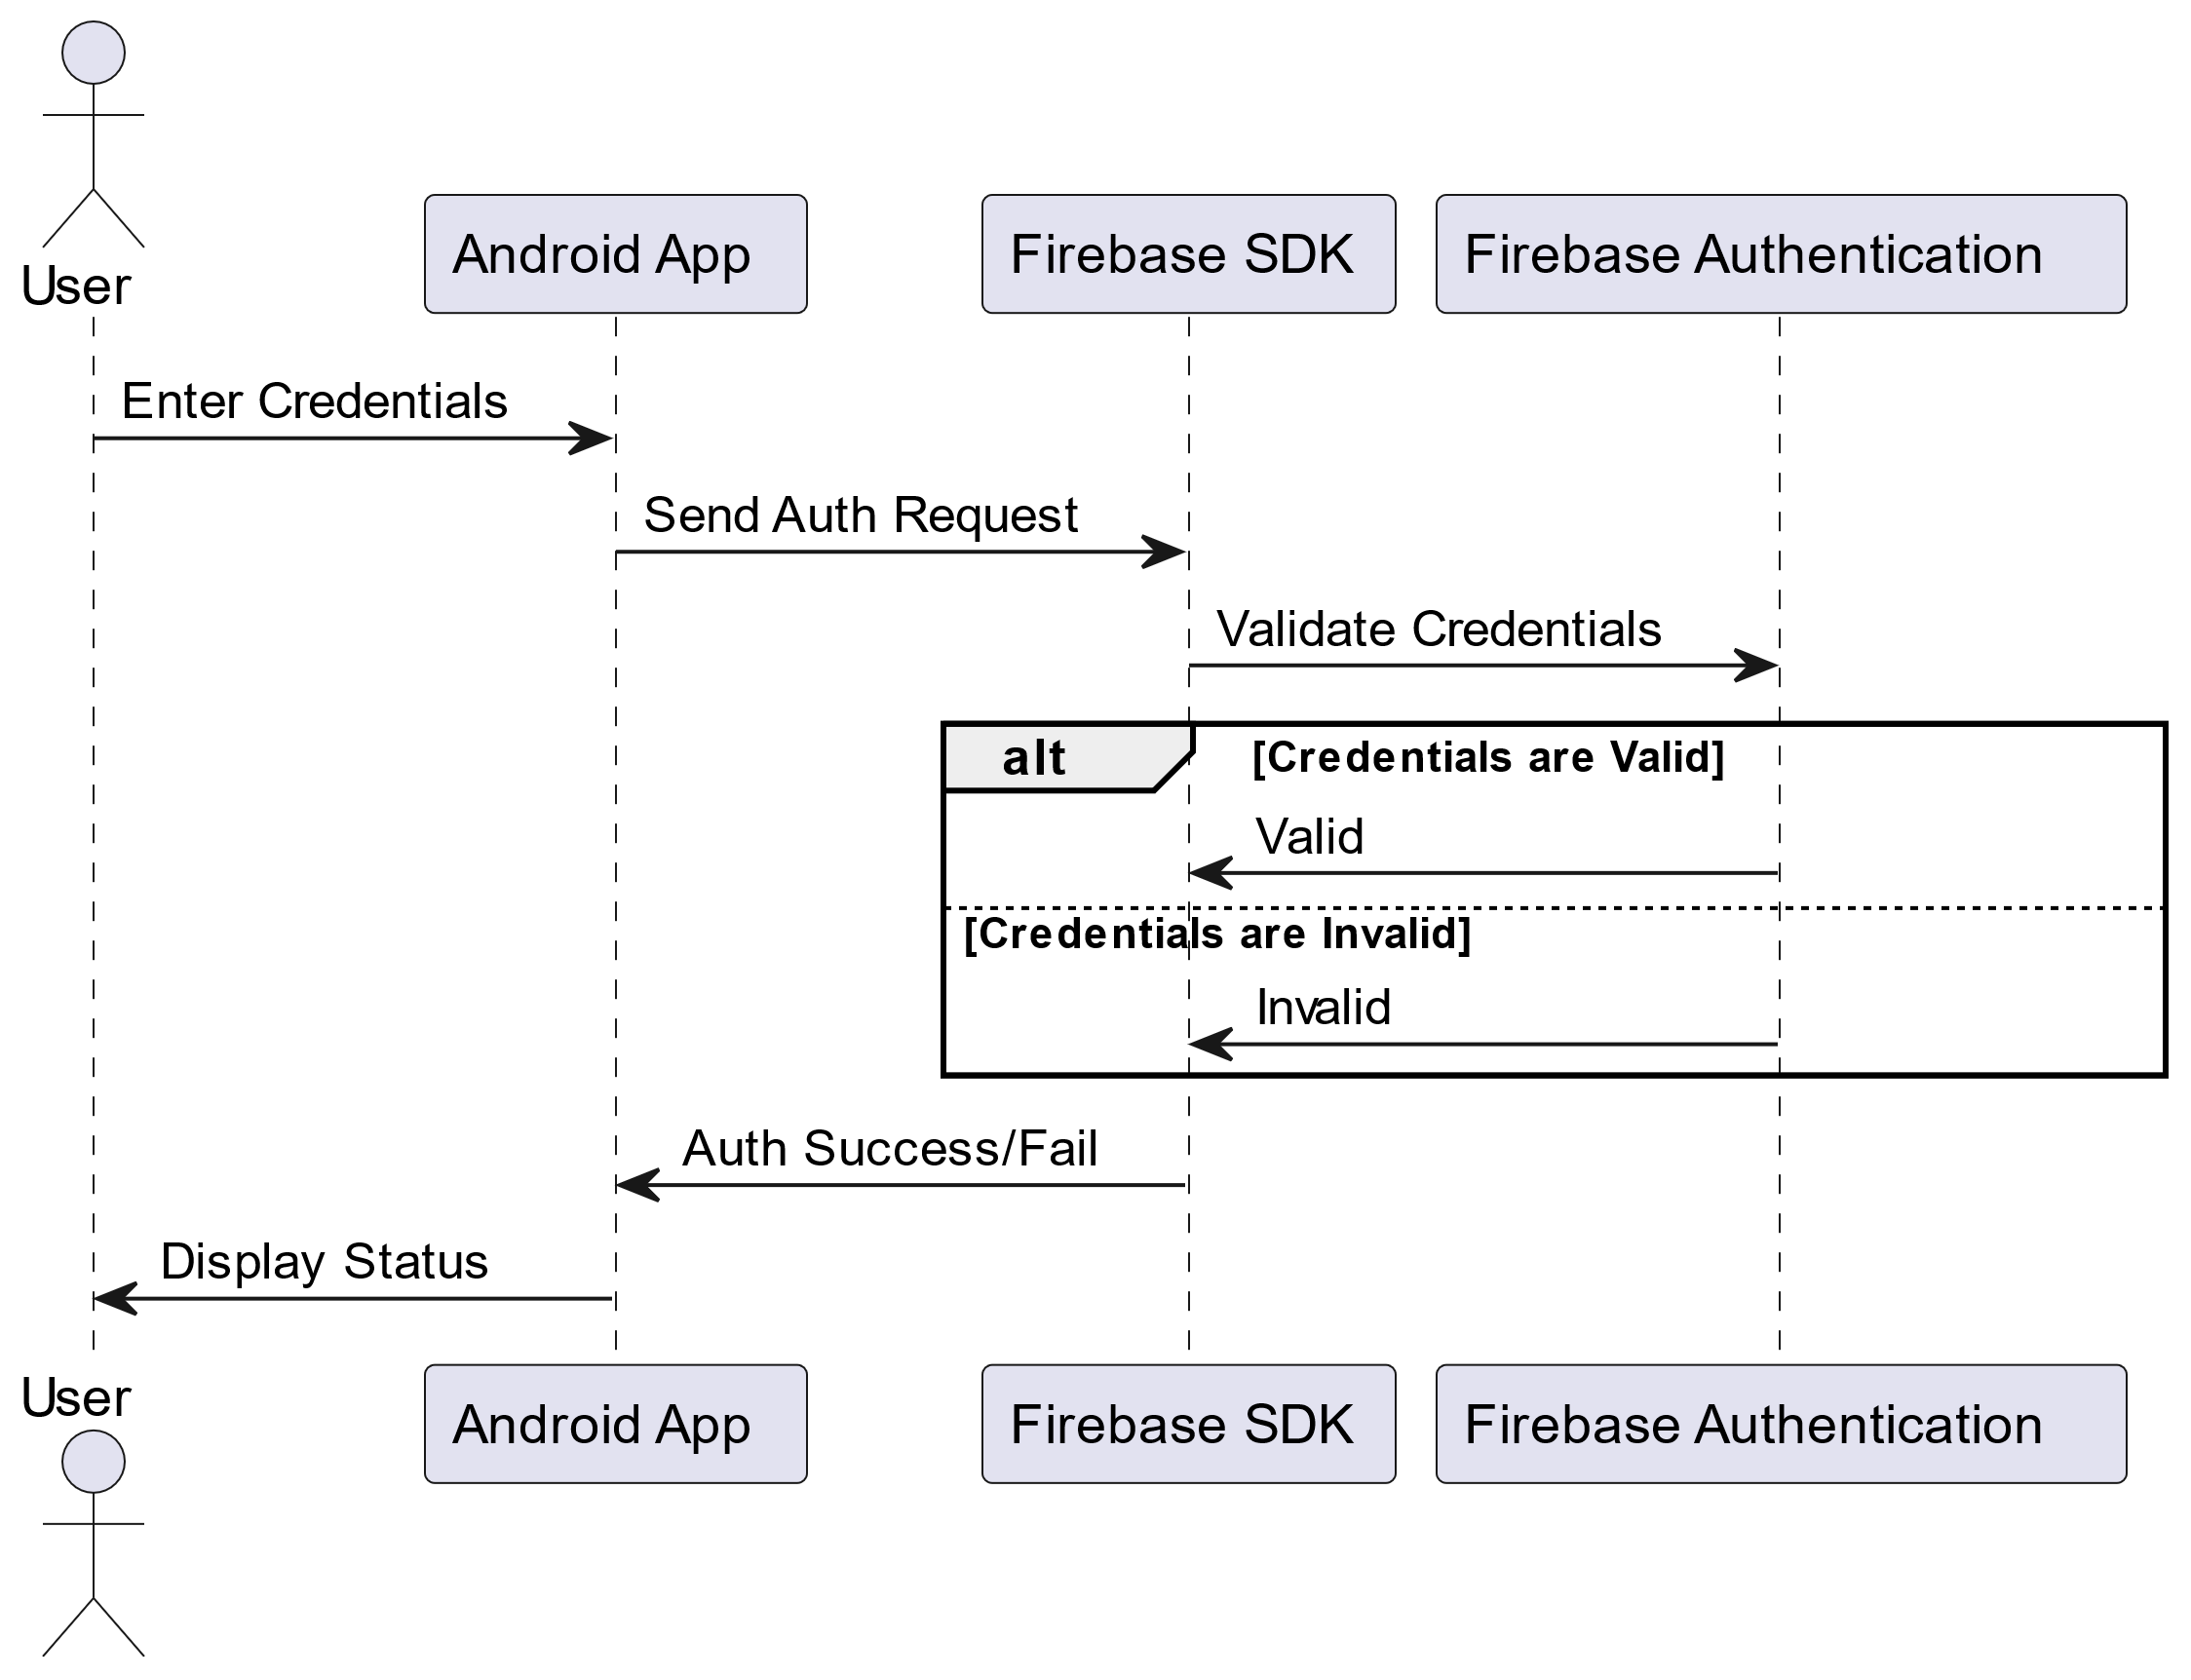 User
Android App
Firebase SDK
Firebase Authentication
Enter Credentials
Send Auth Request
Validate Credentials
alt
[Credentials are Valid]
Valid
[Credentials are Invalid]
Invalid
Auth Success/Fail
Display Status
User
Android App
Firebase SDK
Firebase Authentication